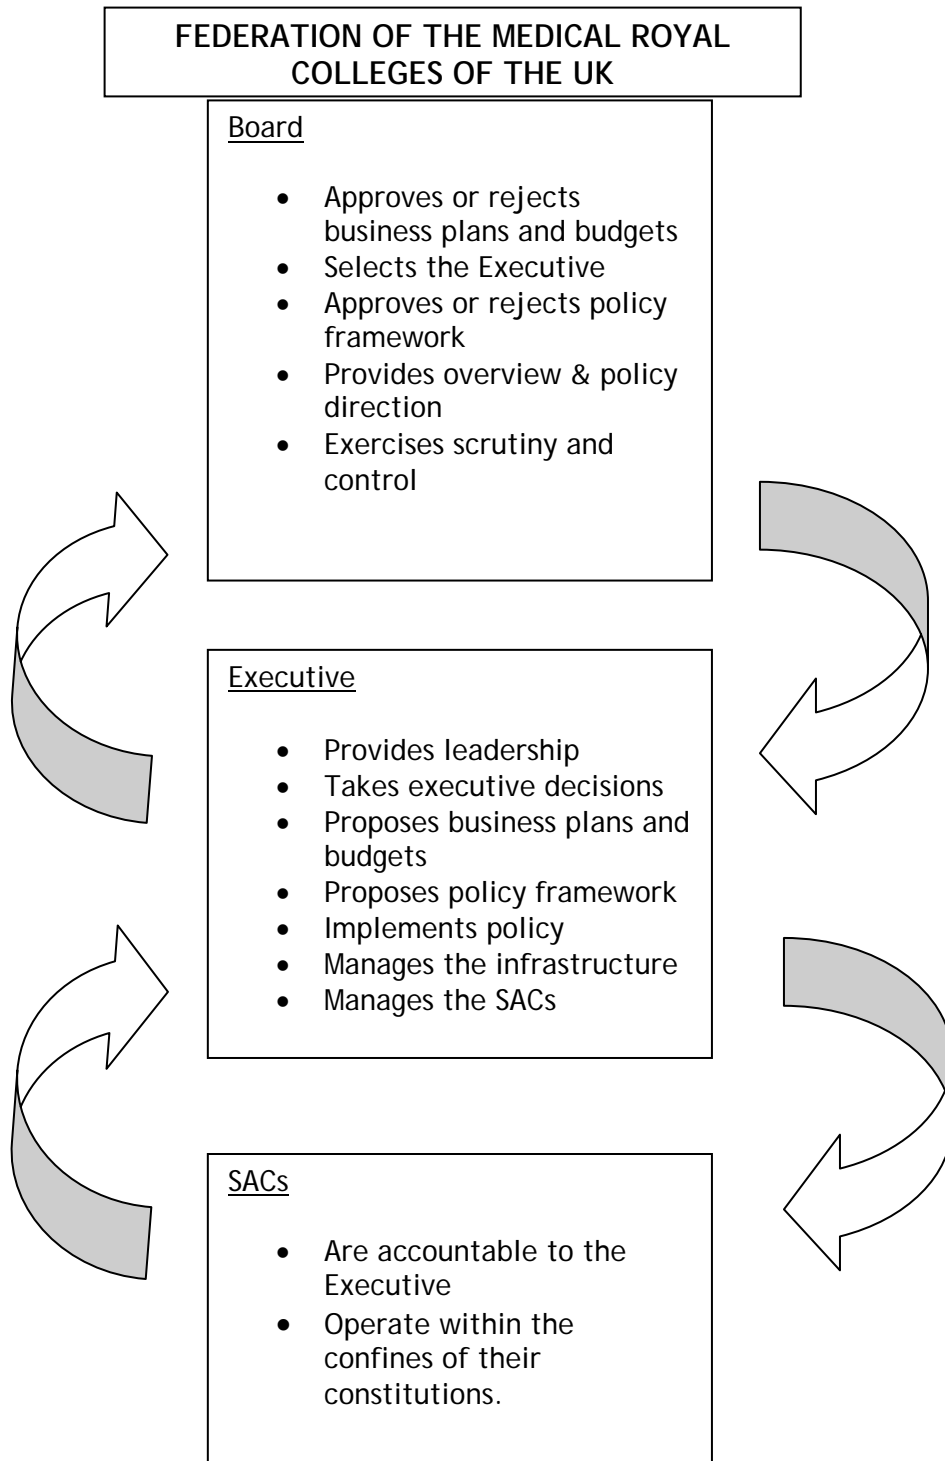 FEDERATION OF THE MEDICAL ROYAL
COLLEGES OF THE UK
Board
• Approves or rejects
business plans and budgets
• Selects the Executive
• Approves or rejects policy
framework
• Provides overview & policy
direction
• Exercises scrutiny and
control
Executive
• Provides leadership
• Takes executive decisions
• Proposes business plans and
budgets
• Proposes policy framework
• Implements policy
• Manages the infrastructure
• Manages the SACs
SACs
• Are accountable to the
Executive
• Operate within the
confines of their
constitutions.